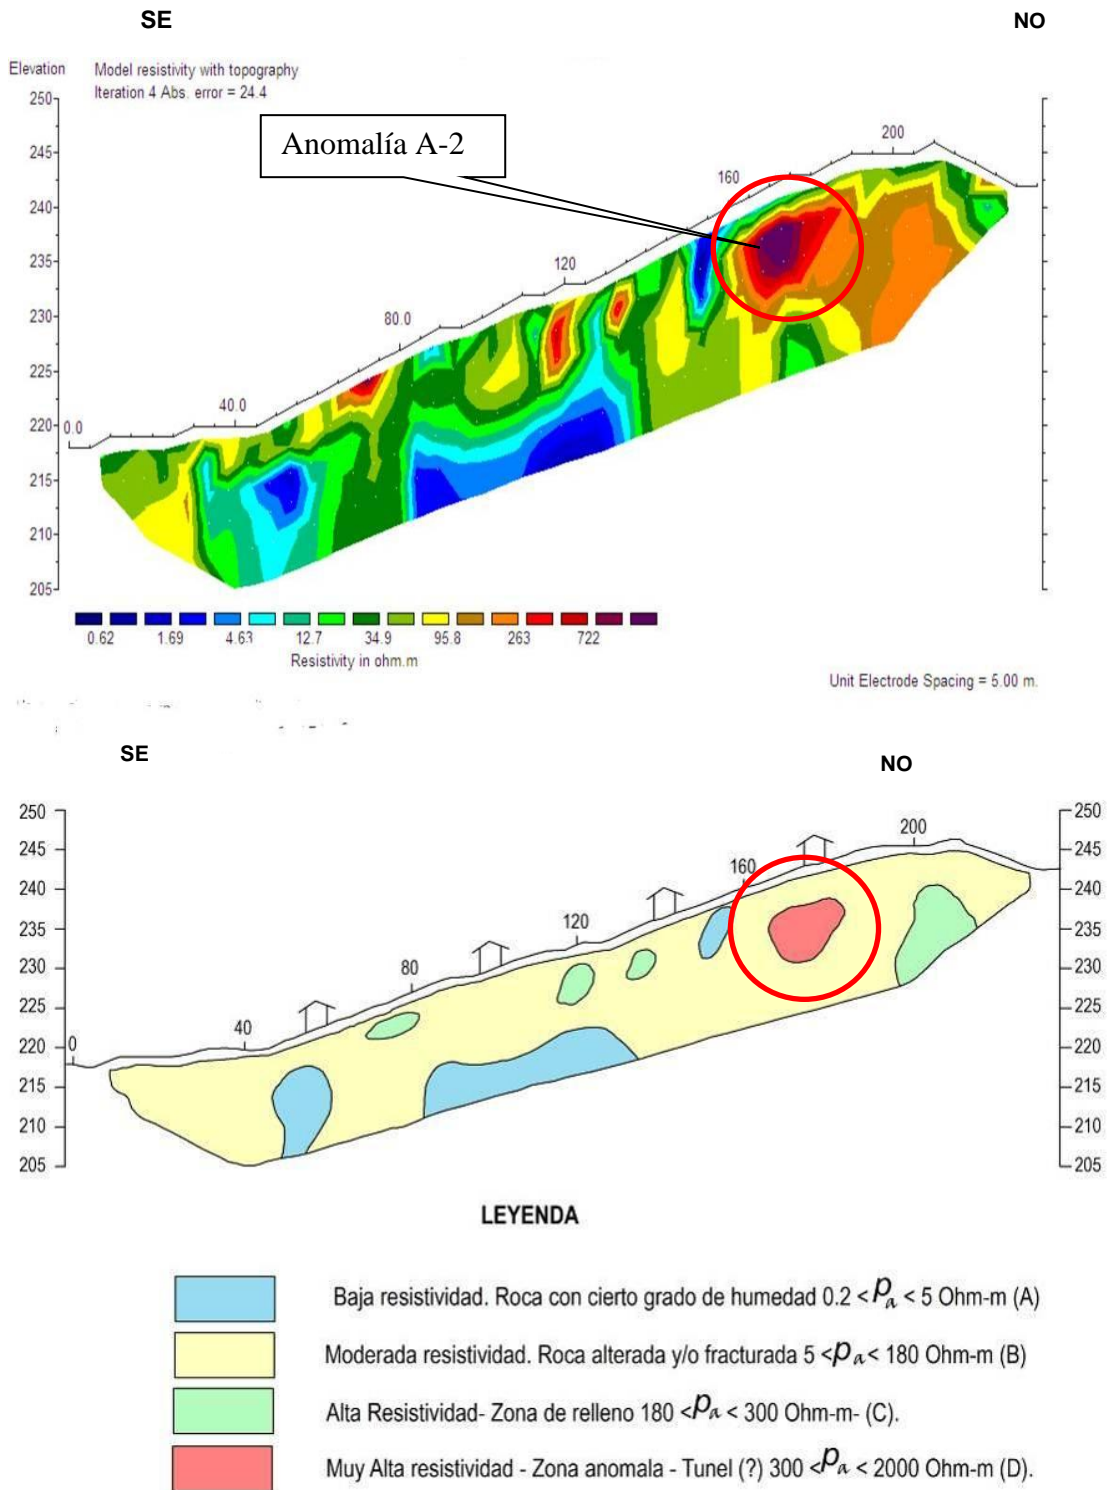 SE NO
Elevation Model resistivity with topography
Iteration 4 Abs. error = 24.4
250
245
240
235
230
225
220
215
210
205
Anomalía A-2
0.0 40.0 80.0 120 160 200
0.62 1.69 4.63 12.7 34.9 95.8 263 722
Resistivity in ohm.m
Unit Electrode Spacing = 5.00 m.
SE NO
250 250
245 245
240 240
235 235
230 230
225 225
220 220
215 215
210 210
205 205
0 40 80 120 160 200
LEYENDA
Baja resistividad. Roca con cierto grado de humedad 0.2 < ρa < 5 Ohm-m (A)
Moderada resistividad. Roca alterada y/o fracturada 5 < ρa < 180 Ohm-m (B)
Alta Resistividad- Zona de relleno 180 < ρa < 300 Ohm-m- (C).
Muy Alta resistividad - Zona anomala - Tunel (?) 300 < ρa < 2000 Ohm-m (D).